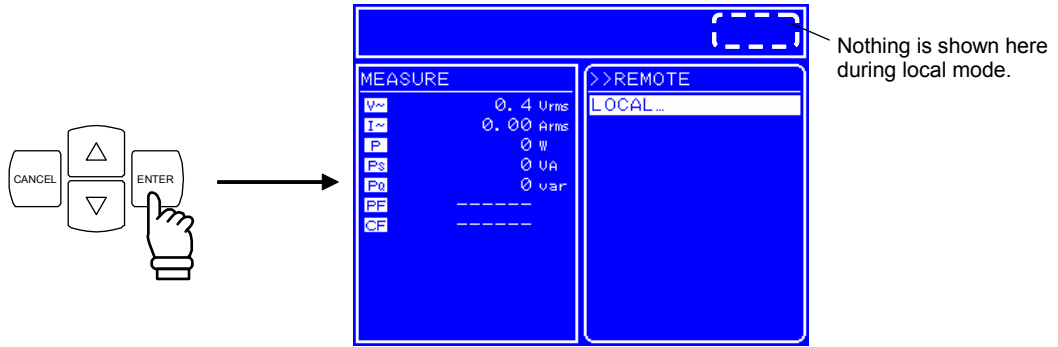 CANCEL
ENTER
MEASURE
V~ 0.4 Vrms
I~ 0.00 Arms
P 0 W
Ps 0 VA
PQ 0 var
PF ------
CF ------
>>REMOTE
LOCAL…
Nothing is shown here
during local mode.